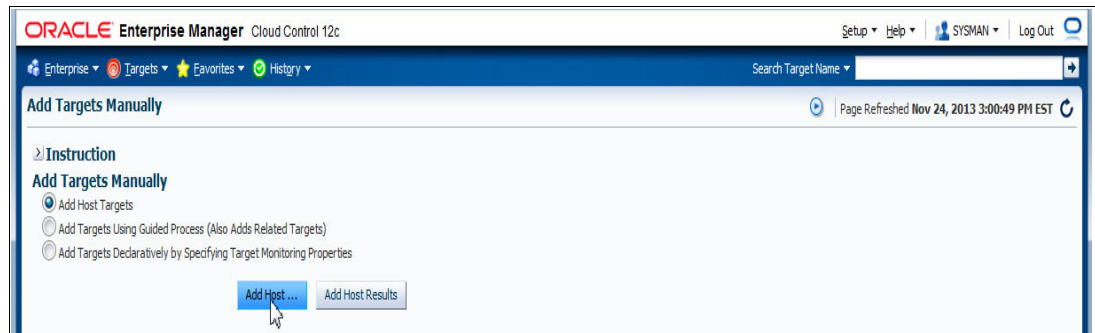 ORACLE Enterprise Manager Cloud Control 12c
Setup Help SYSMAN Log Out
Enterprise Targets Favorites History
Search Target Name
Add Targets Manually
Page Refreshed Nov 24, 2013 3:00:49 PM EST
Instruction
Add Targets Manually
Add Host Targets
Add Targets Using Guided Process (Also Adds Related Targets)
Add Targets Declaratively by Specifying Target Monitoring Properties
Add Host ... Add Host Results